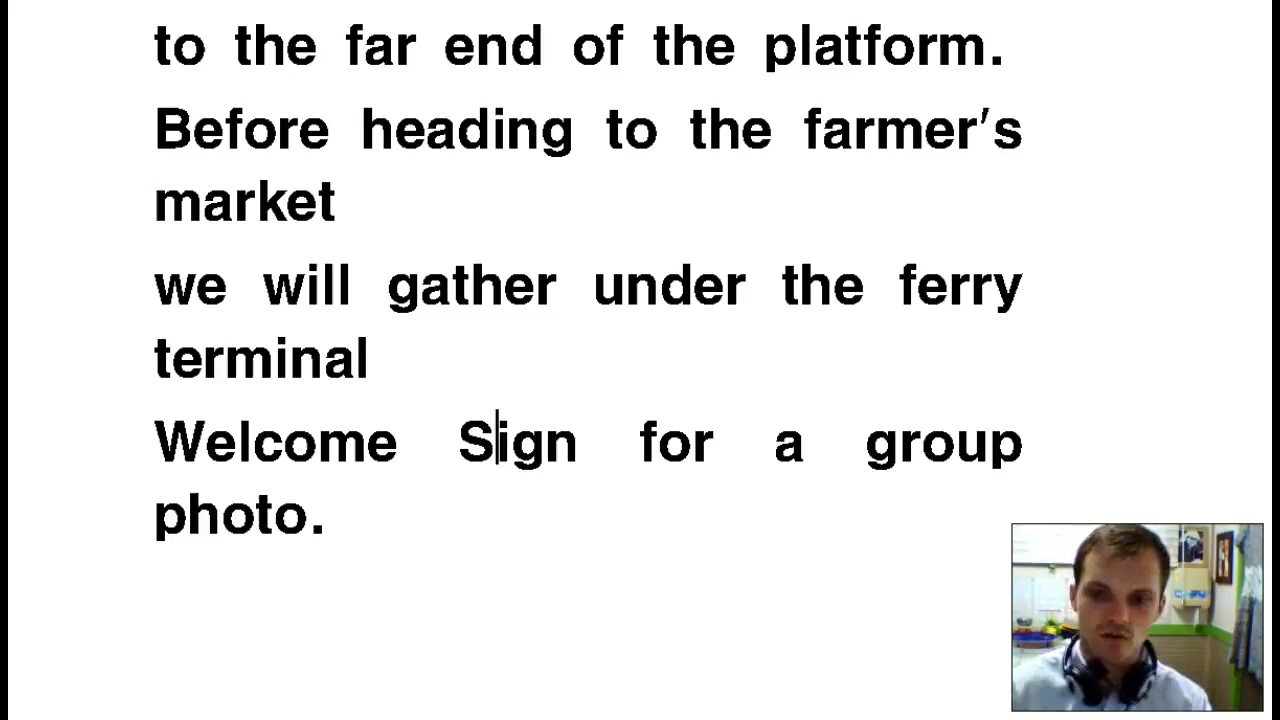 to the far end of the platform.
Before heading to the farmer's
market
we will gather under the ferry
terminal
Welcome Sign for a group
photo.